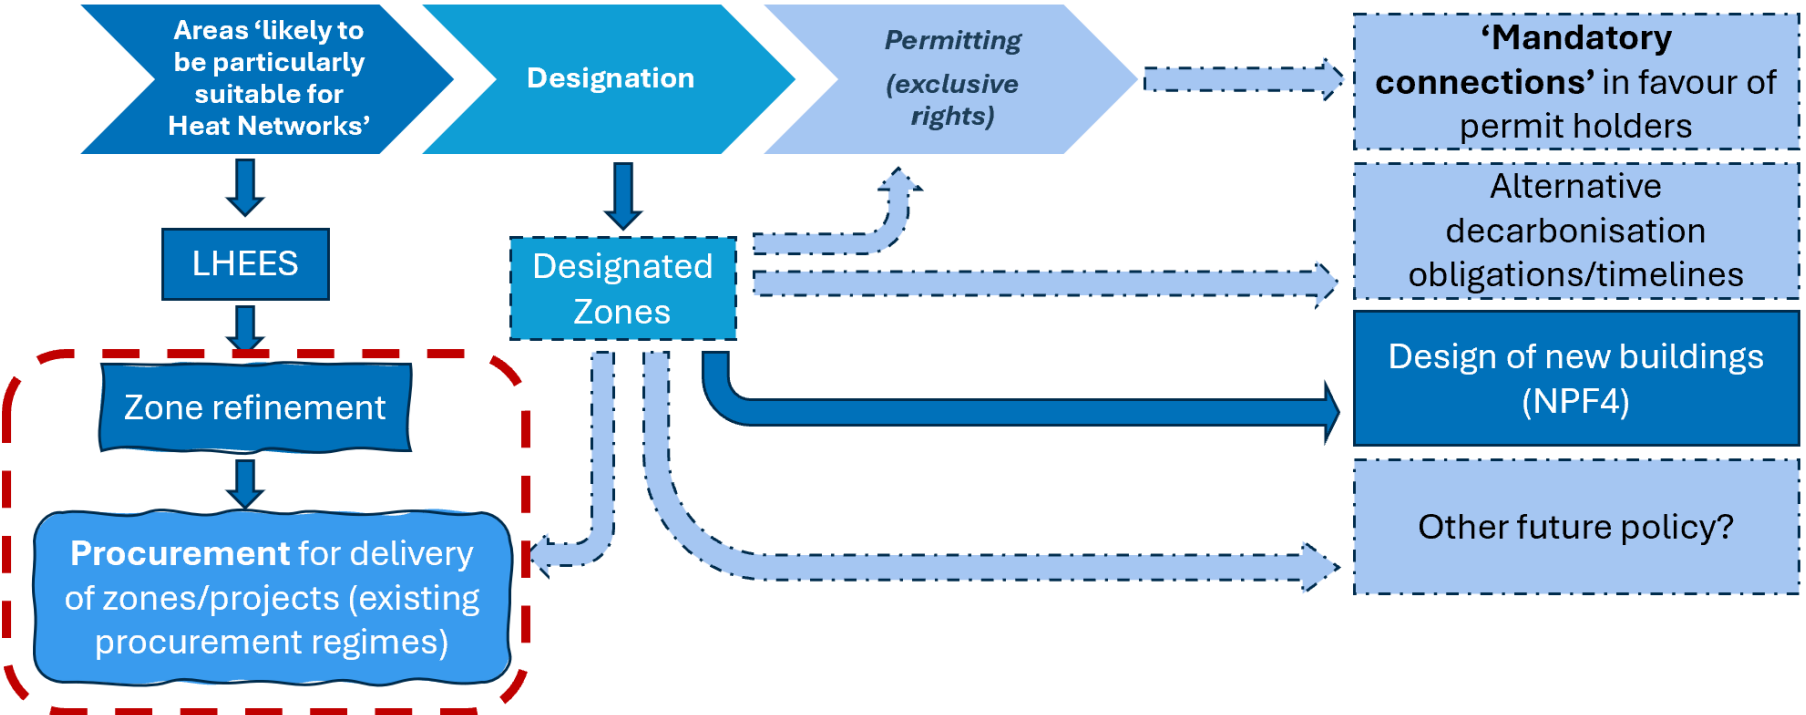 Areas ‘likely to
be particularly
suitable for
Heat Networks’
Designation
Permitting
(exclusive
rights)
‘Mandatory
connections’ in favour of
permit holders
Alternative
decarbonisation
obligations/timelines
LHEES
Designated
Zones
Design of new buildings
(NPF4)
Zone refinement
Other future policy?
Procurement for delivery
of zones/projects (existing
procurement regimes)